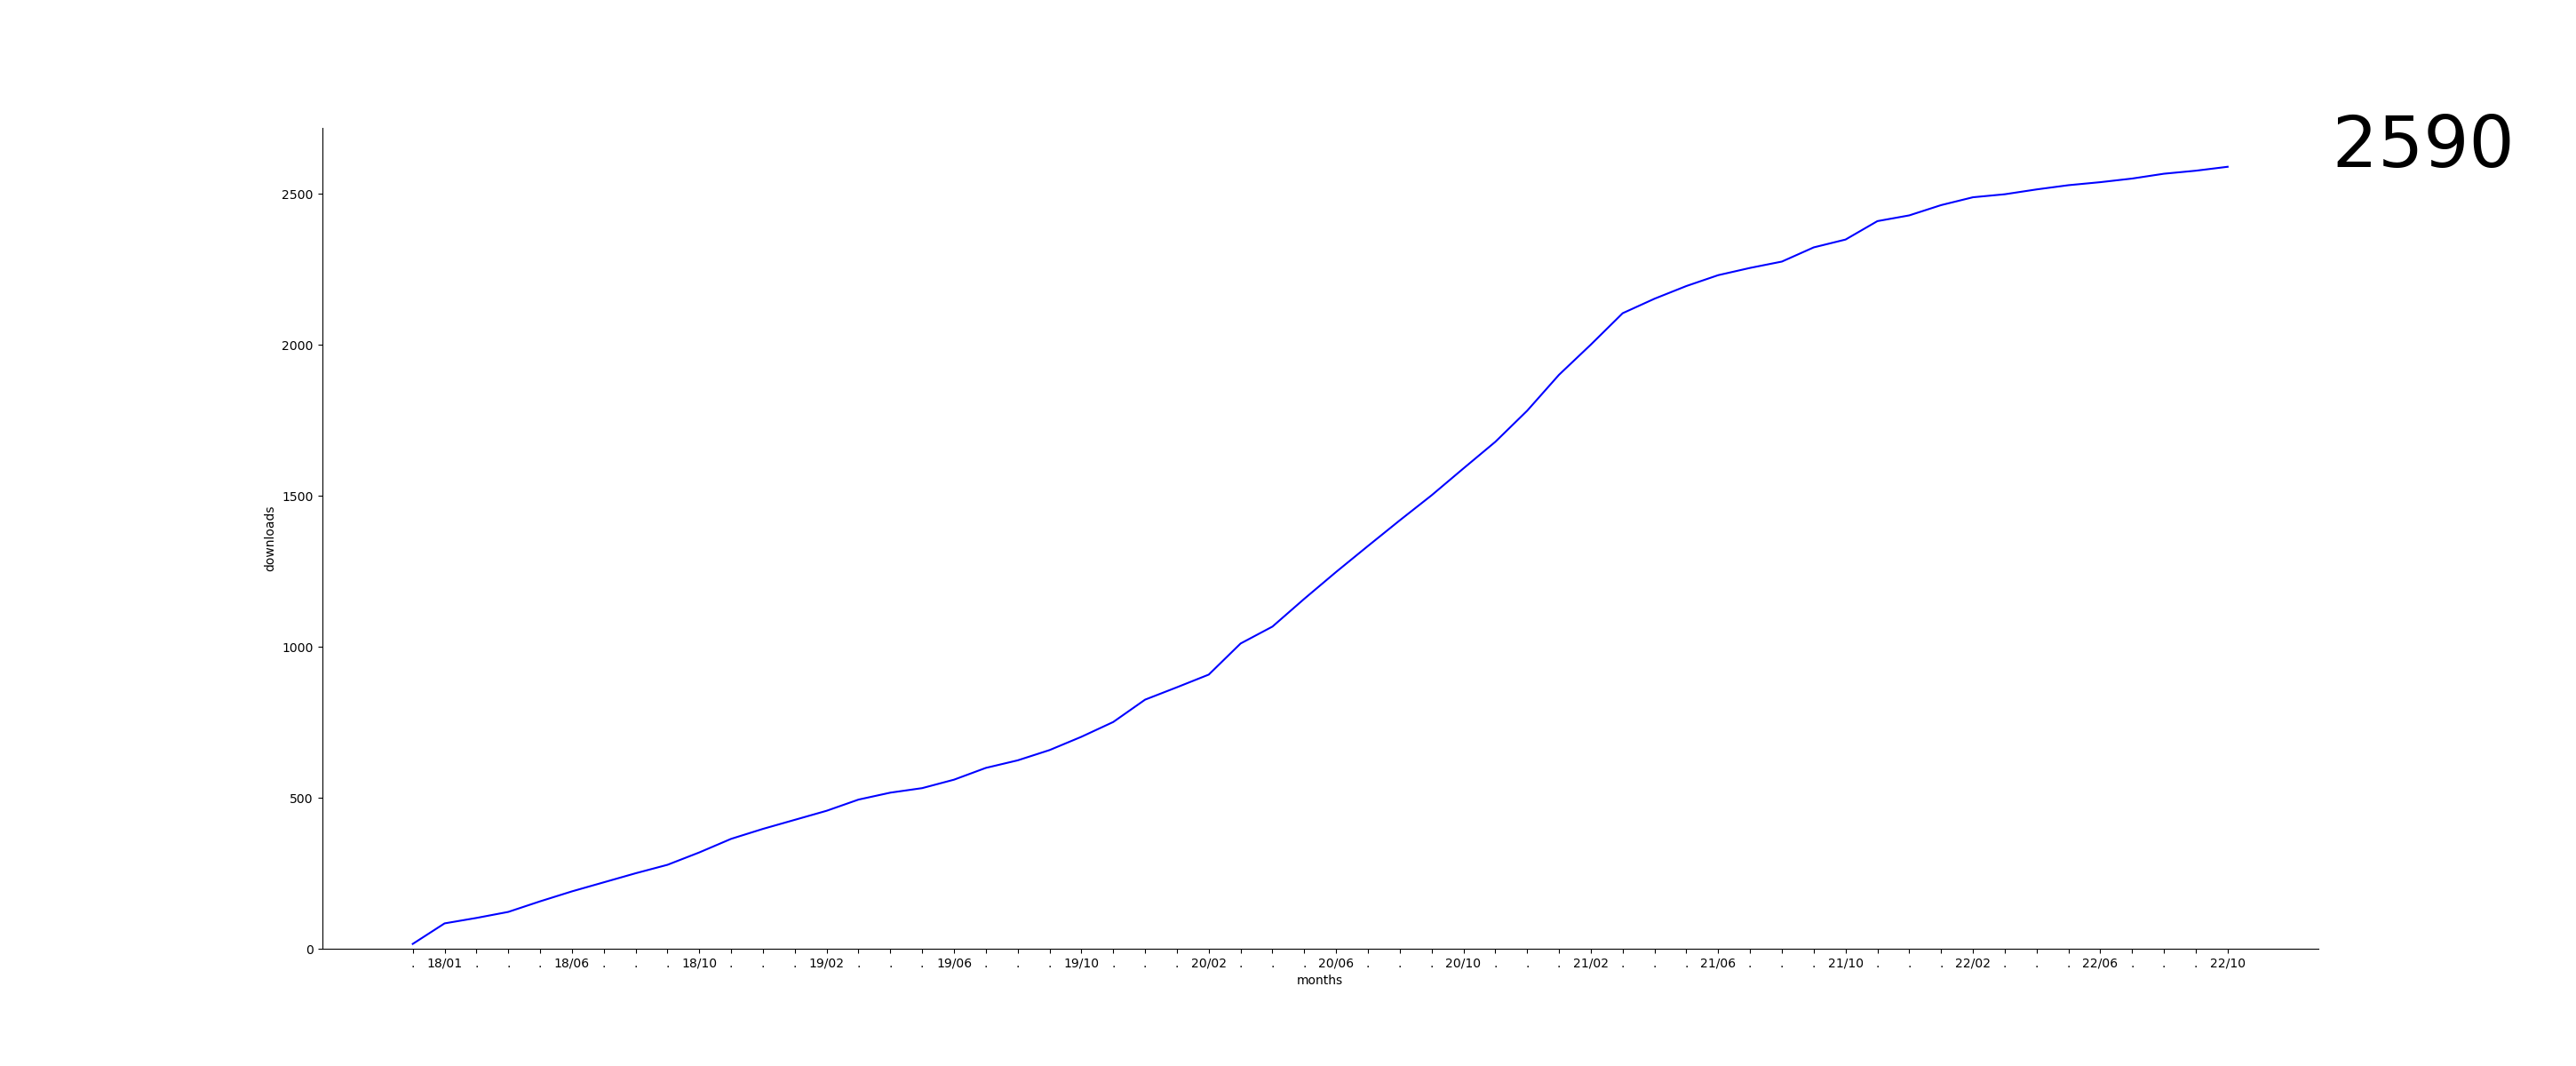 2590
2500
2000
1500
1000
500
0
downloads
. 18/01 . . . 18/06 . . . 18/10 . . . 19/02 . . . 19/06 . . . 19/10 . . . 20/02 . . . 20/06 . . . 20/10 . . . 21/02 . . . 21/06 . . . 21/10 . . . 22/02 . . . 22/06 . . . 22/10
months